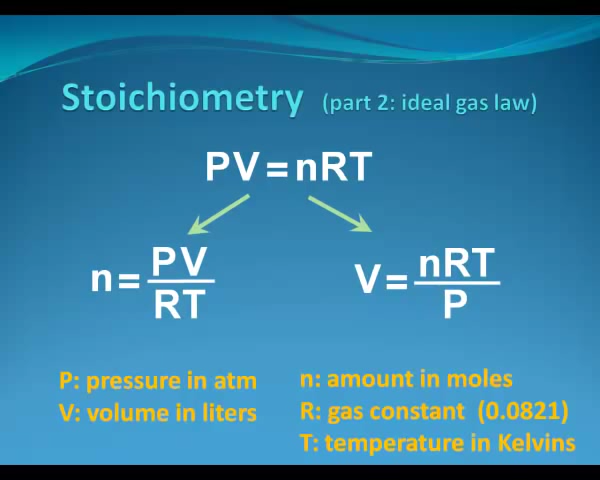 Stoichiometry (part 2: ideal gas law)
PV=nRT
n=PV/RT
V=nRT/P
P: pressure in atm
V: volume in liters
n: amount in moles
R: gas constant (0.0821)
T: temperature in Kelvins